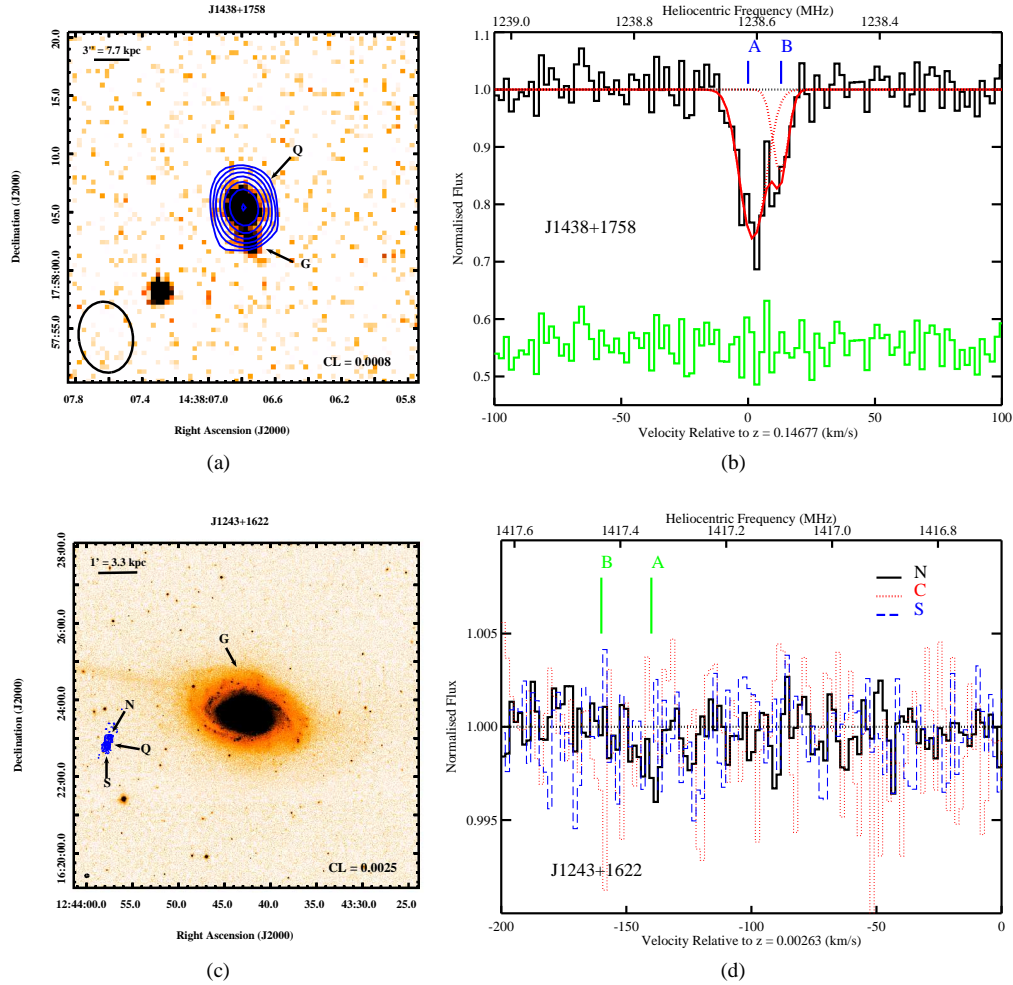 J1438+1758
3" = 7.7 kpc
Q
G
CL = 0.0008
20.0
15.0
10.0
05.0
17:58:00.0
57:55.0
Declination (J2000)
07.8 07.4 14:38:07.0 06.6 06.2 05.8
Right Ascension (J2000)
(a)
Heliocentric Frequency (MHz)
1239.0 1238.8 1238.6 1238.4
A B
J1438+1758
1.1
1.0
0.9
0.8
0.7
0.6
0.5
Normalised Flux
-100 -50 0 50 100
Velocity Relative to z = 0.14677 (km/s)
(b)
J1243+1622
1' = 3.3 kpc
G
N
Q
S
CL = 0.0025
28:00.0
26:00.0
24:00.0
22:00.0
16:20:00.0
Declination (J2000)
12:44:00.0 55.0 50.0 45.0 40.0 35.0 43:30.0 25.0
Right Ascension (J2000)
(c)
Heliocentric Frequency (MHz)
1417.6 1417.4 1417.2 1417.0 1416.8
B A
N
C
S
J1243+1622
1.005
1.000
0.995
Normalised Flux
-200 -150 -100 -50 0
Velocity Relative to z = 0.00263 (km/s)
(d)